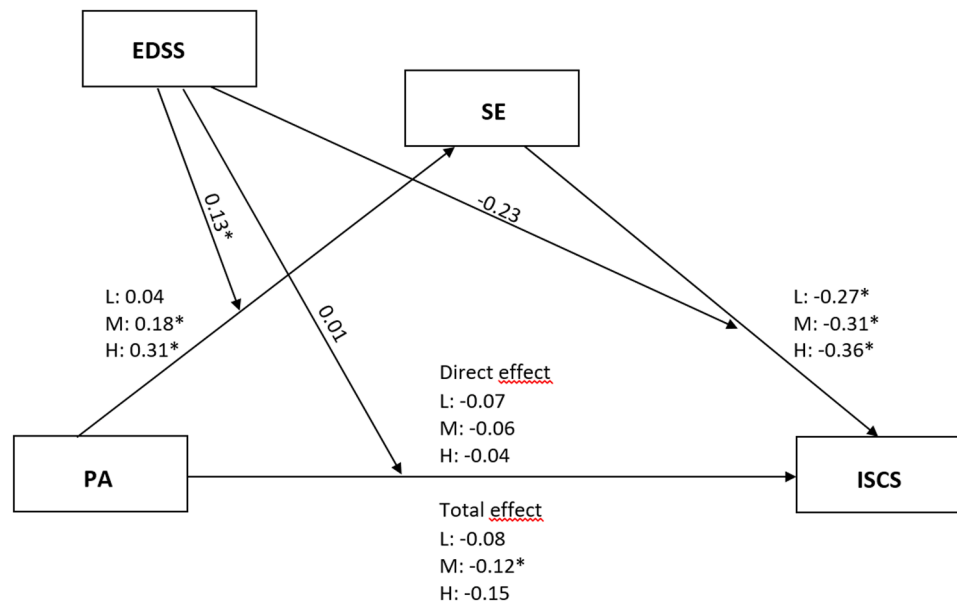 EDSS
SE
0.13*
-0.23
0.01
L: 0.04
M: 0.18*
H: 0.31*
L: -0.27*
M: -0.31*
H: -0.36*
Direct effect
L: -0.07
M: -0.06
H: -0.04
PA
ISCS
Total effect
L: -0.08
M: -0.12*
H: -0.15